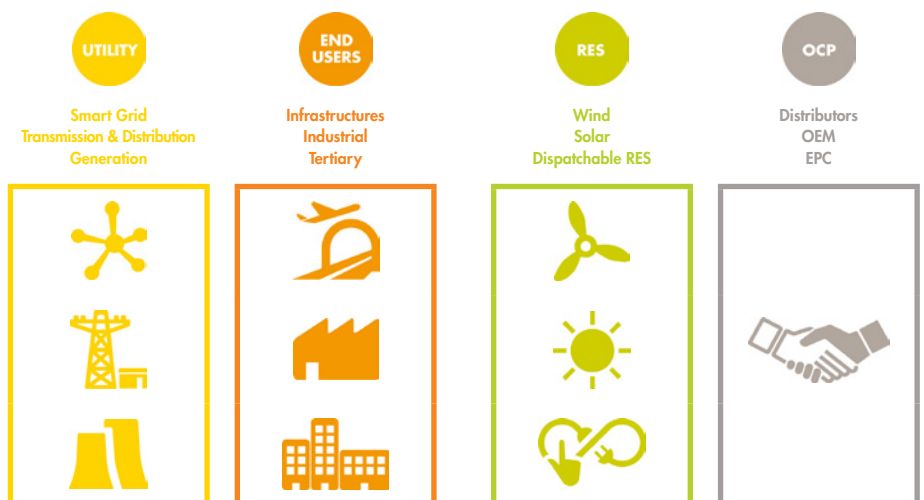 UTILITY
Smart Grid
Transmission & Distribution
Generation
END
USERS
Infrastructures
Industrial
Tertiary
RES
Wind
Solar
Dispatchable RES
OCP
Distributors
OEM
EPC